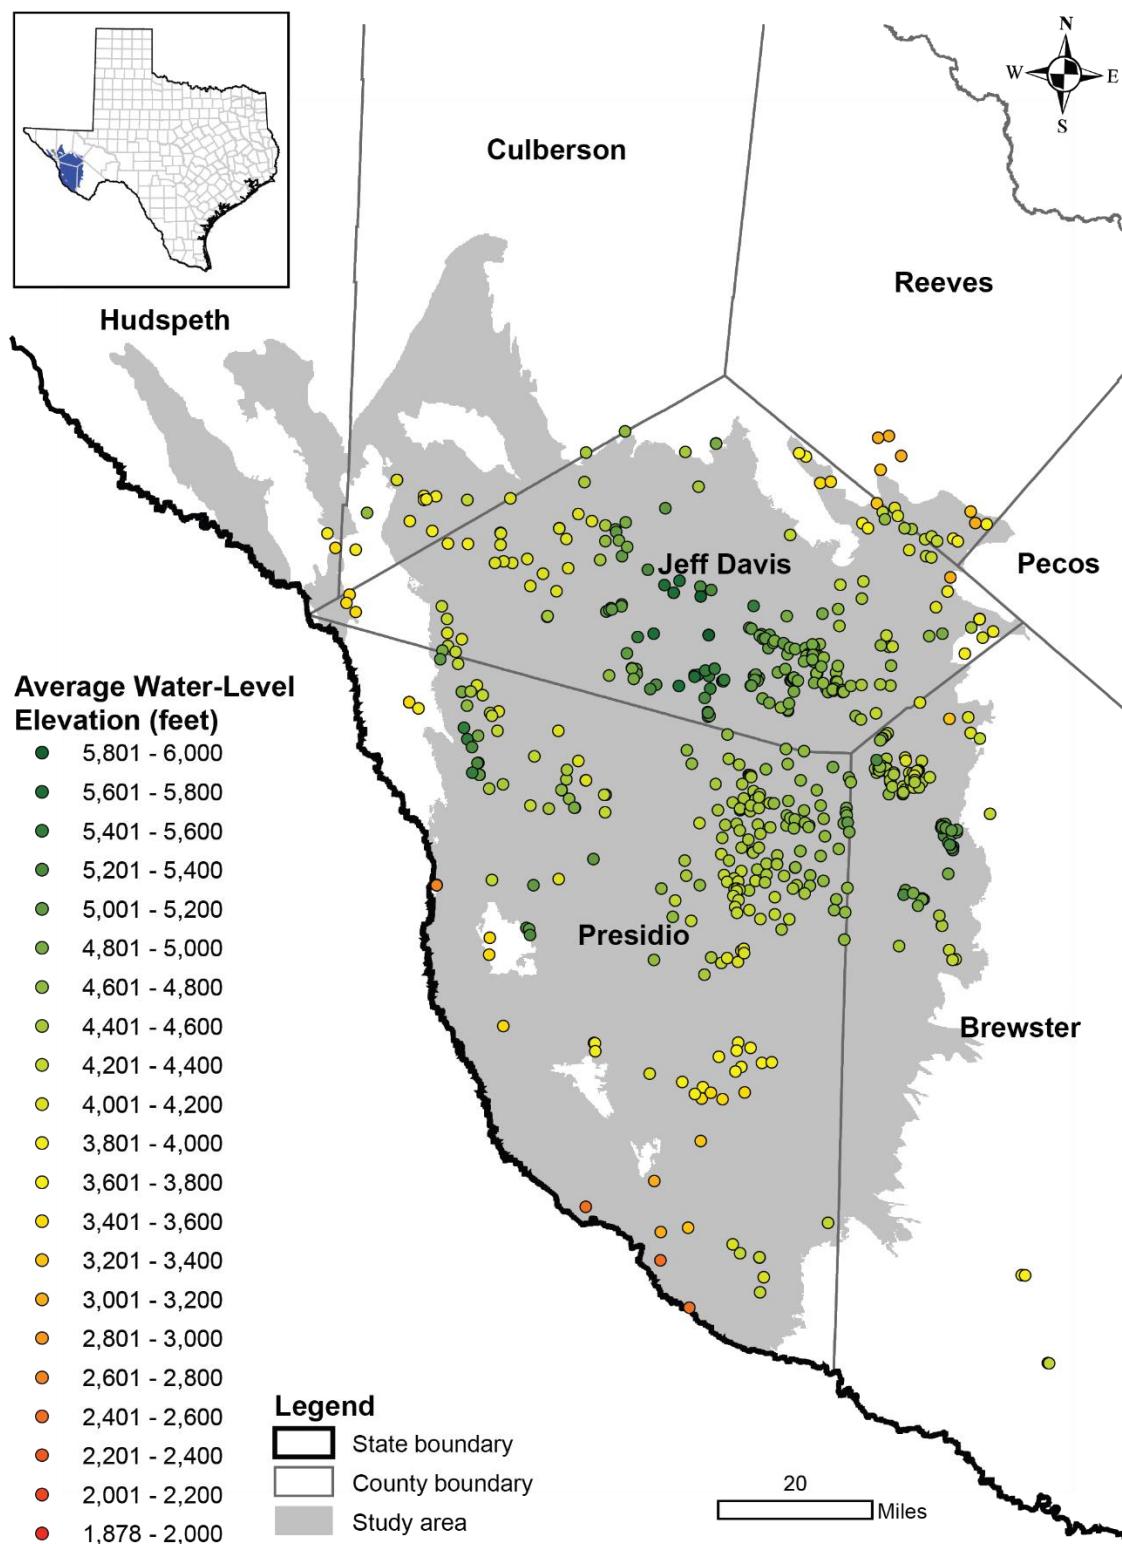 N
W
E
S
Culberson
Reeves
Hudspeth
Jeff Davis
Pecos
Presidio
Brewster
Average Water-Level
Elevation (feet)
5,801 - 6,000
5,601 - 5,800
5,401 - 5,600
5,201 - 5,400
5,001 - 5,200
4,801 - 5,000
4,601 - 4,800
4,401 - 4,600
4,201 - 4,400
4,001 - 4,200
3,801 - 4,000
3,601 - 3,800
3,401 - 3,600
3,201 - 3,400
3,001 - 3,200
2,801 - 3,000
2,601 - 2,800
2,401 - 2,600
2,201 - 2,400
2,001 - 2,200
1,878 - 2,000
Legend
State boundary
County boundary
Study area
20
Miles